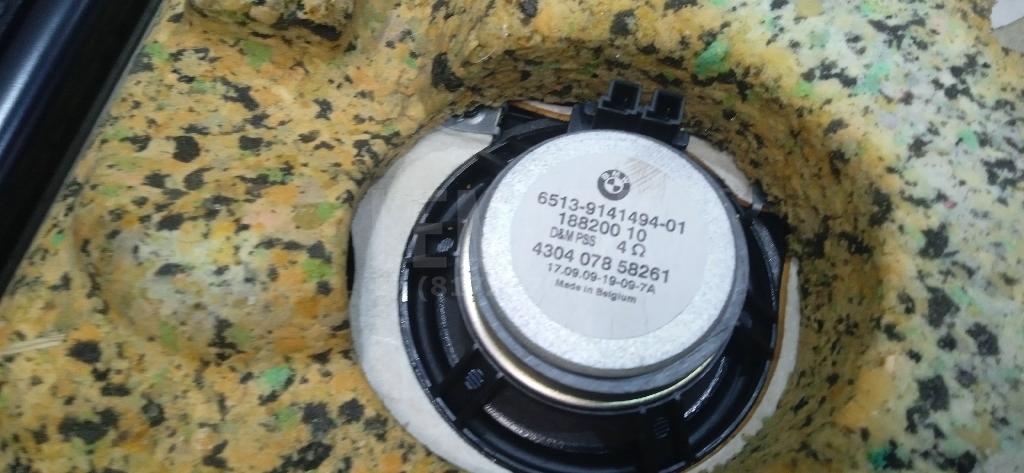 BMW
6513-9141494-01
188200 10
D&M PSS 4 Ω
4304 078 58261
17.09.09-19-09-7A
Made in Belgium